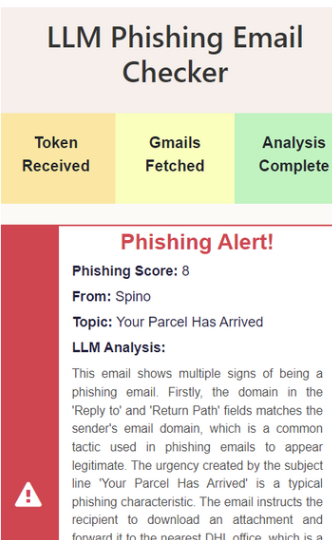 LLM Phishing Email
Checker
Token Gmails Analysis
Received Fetched Complete
Phishing Alert!
Phishing Score: 8
From: Spino
Topic: Your Parcel Has Arrived
LLM Analysis:
This email shows multiple signs of being a
phishing email. Firstly, the domain in the
'Reply to' and 'Return Path' fields matches the
sender's email domain, which is a common
tactic used in phishing emails to appear
legitimate. The urgency created by the subject
line 'Your Parcel Has Arrived' is a typical
phishing characteristic. The email instructs the
recipient to download an attachment and
forward it to the nearest DHL office, which is a